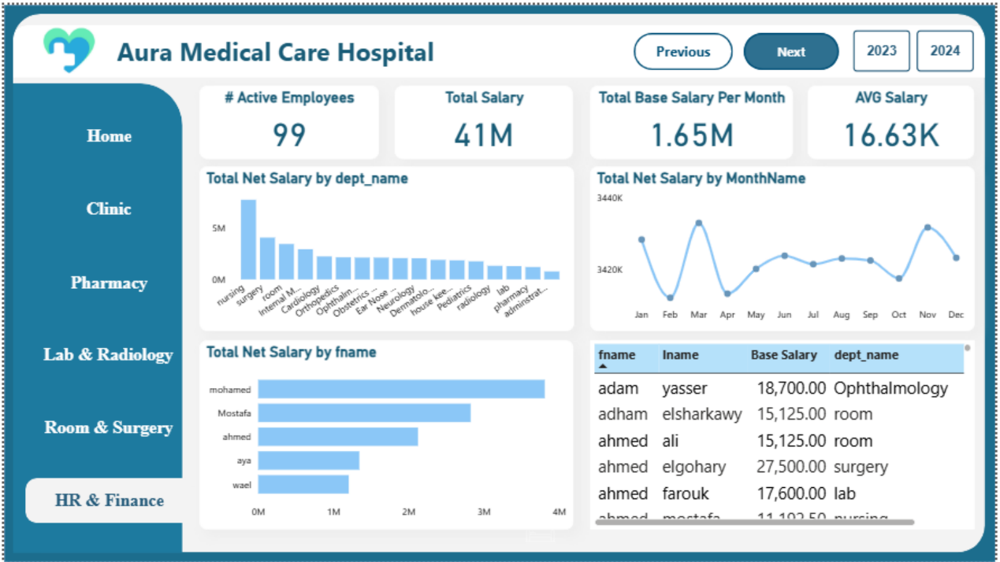 Aura Medical Care Hospital
Previous
Next
2023
2024
Home
Clinic
Pharmacy
Lab & Radiology
Room & Surgery
HR & Finance
# Active Employees
99
Total Salary
41M
Total Base Salary Per Month
1.65M
AVG Salary
16.63K
Total Net Salary by dept_name
5M
0M
nursing
surgery
room
Internal M...
Cardiology
Orthopedics
Ophthalm...
Obstetrics ...
Ear Nose ...
Neurology
Dermatolo...
house kee...
Pediatrics
radiology
lab
pharmacy
adminstrat...
Total Net Salary by MonthName
3440K
3420K
Jan Feb Mar Apr May Jun Jul Aug Sep Oct Nov Dec
Total Net Salary by fname
mohamed
Mostafa
ahmed
aya
wael
0M 1M 2M 3M 4M
fname lname Base Salary dept_name
adam yasser 18,700.00 Ophthalmology
adham elsharkawy 15,125.00 room
ahmed ali 15,125.00 room
ahmed elgohary 27,500.00 surgery
ahmed farouk 17,600.00 lab
ahmed mostafa 11,192.50 nursing